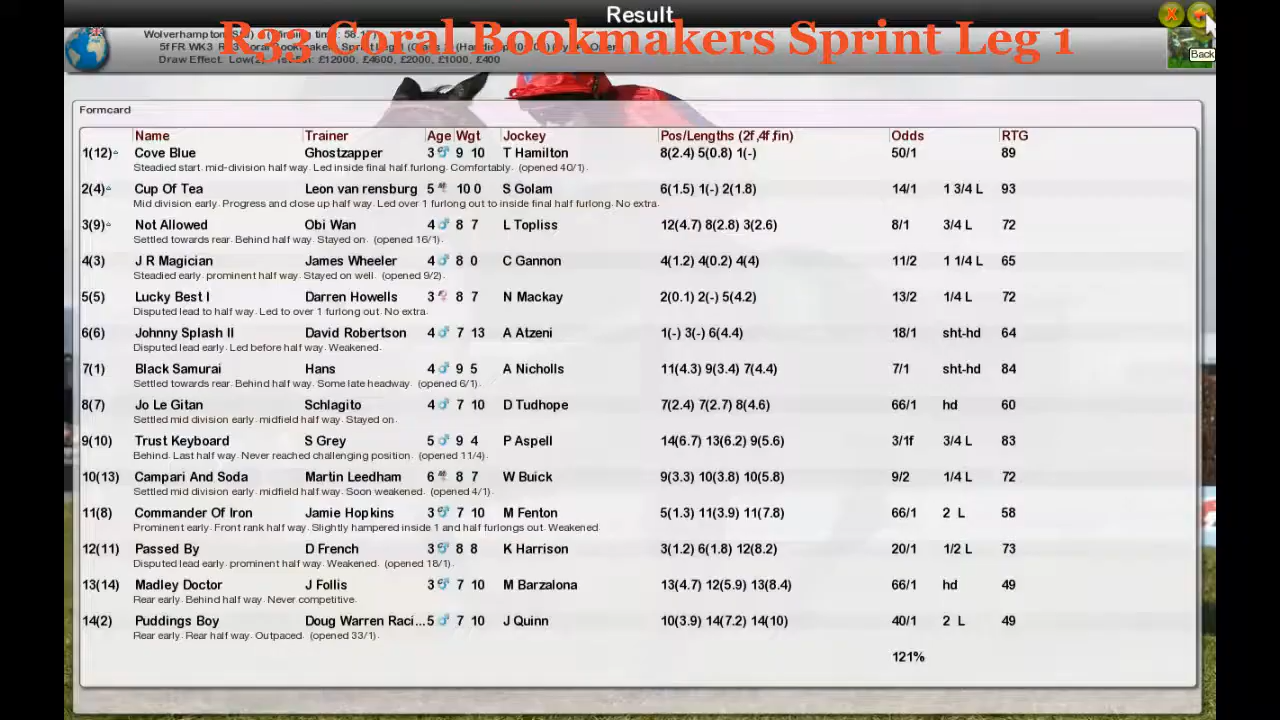 Result
R33 Coral Bookmakers Sprint Leg 1
Wolverhampton
5fFR WK3
Draw Effect. Low(2) £12000, £4600, £2000, £1000, £400
Back
Formcard
Name Trainer Age Wgt Jockey Pos/Lengths (2f,4f,fin) Odds RTG
1(12) Cove Blue Ghostzapper 3 9 10 T Hamilton 8(2.4) 5(0.8) 1(-) 50/1 89
Steadied start. mid-division half way. Led inside final half furlong. Comfortably. (opened 40/1).
2(4) Cup Of Tea Leon van rensburg 5 10 0 S Golam 6(1.5) 1(-) 2(1.8) 14/1 1 3/4 L 93
Mid division early. Progress and close up half way. Led over 1 furlong out to inside final half furlong. No extra.
3(9) Not Allowed Obi Wan 4 8 7 L Topliss 12(4.7) 8(2.8) 3(2.6) 8/1 3/4 L 72
Settled towards rear. Behind half way. Stayed on. (opened 16/1).
4(3) J R Magician James Wheeler 4 8 0 C Gannon 4(1.2) 4(0.2) 4(4) 11/2 1 1/4 L 65
Steadied early. prominent half way. Stayed on well. (opened 9/2).
5(5) Lucky Best I Darren Howells 3 8 7 N Mackay 2(0.1) 2(-) 5(4.2) 13/2 1/4 L 72
Disputed lead to half way. Led to over 1 furlong out. No extra.
6(6) Johnny Splash II David Robertson 4 7 13 A Atzeni 1(-) 3(-) 6(4.4) 18/1 sht-hd 64
Disputed lead early. Led before half way. Weakened.
7(1) Black Samurai Hans 4 9 5 A Nicholls 11(4.3) 9(3.4) 7(4.4) 7/1 sht-hd 84
Settled towards rear. Behind half way. Some late headway. (opened 6/1).
8(7) Jo Le Gitan Schlagito 4 7 10 D Tudhope 7(2.4) 7(2.7) 8(4.6) 66/1 hd 60
Settled mid division early. midfield half way. Stayed on.
9(10) Trust Keyboard S Grey 5 9 4 P Aspell 14(6.7) 13(6.2) 9(5.6) 3/1f 3/4 L 83
Behind. Last half way. Never reached challenging position. (opened 11/4).
10(13) Campari And Soda Martin Leedham 6 8 7 W Buick 9(3.3) 10(3.8) 10(5.8) 9/2 1/4 L 72
Settled mid division early. midfield half way. Soon weakened. (opened 4/1).
11(8) Commander Of Iron Jamie Hopkins 3 7 10 M Fenton 5(1.3) 11(3.9) 11(7.8) 66/1 2 L 58
Prominent early. Front rank half way. Slightly hampered inside 1 and half furlongs out. Weakened.
12(11) Passed By D French 3 8 8 K Harrison 3(1.2) 6(1.8) 12(8.2) 20/1 1/2 L 73
Disputed lead early. prominent half way. Weakened. (opened 18/1).
13(14) Madley Doctor J Follis 3 7 10 M Barzalona 13(4.7) 12(5.9) 13(8.4) 66/1 hd 49
Rear early. Behind half way. Never competitive.
14(2) Puddings Boy Doug Warren Raci... 5 7 10 J Quinn 10(3.9) 14(7.2) 14(10) 40/1 2 L 49
Rear early. Rear half way. Outpaced. (opened 33/1).
121%